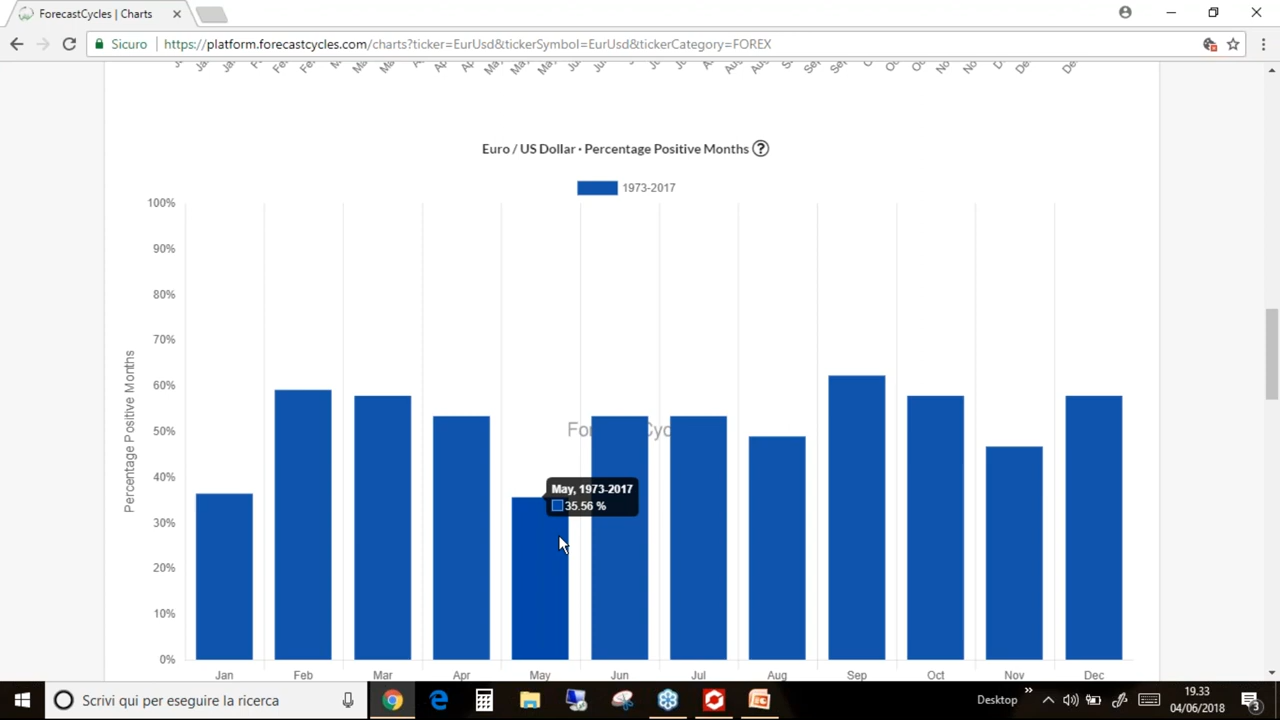 ForecastCycles | Charts
Sicuro https://platform.forecastcycles.com/charts?ticker=EurUsd&tickerSymbol=EurUsd&tickerCategory=FOREX
Euro / US Dollar · Percentage Positive Months ?
1973-2017
100%
90%
80%
70%
60%
50%
40%
30%
20%
10%
0%
Percentage Positive Months
May, 1973-2017
35.56 %
Jan Feb Mar Apr May Jun Jul Aug Sep Oct Nov Dec
Scrivi qui per eseguire la ricerca
Desktop
19.33
04/06/2018
3